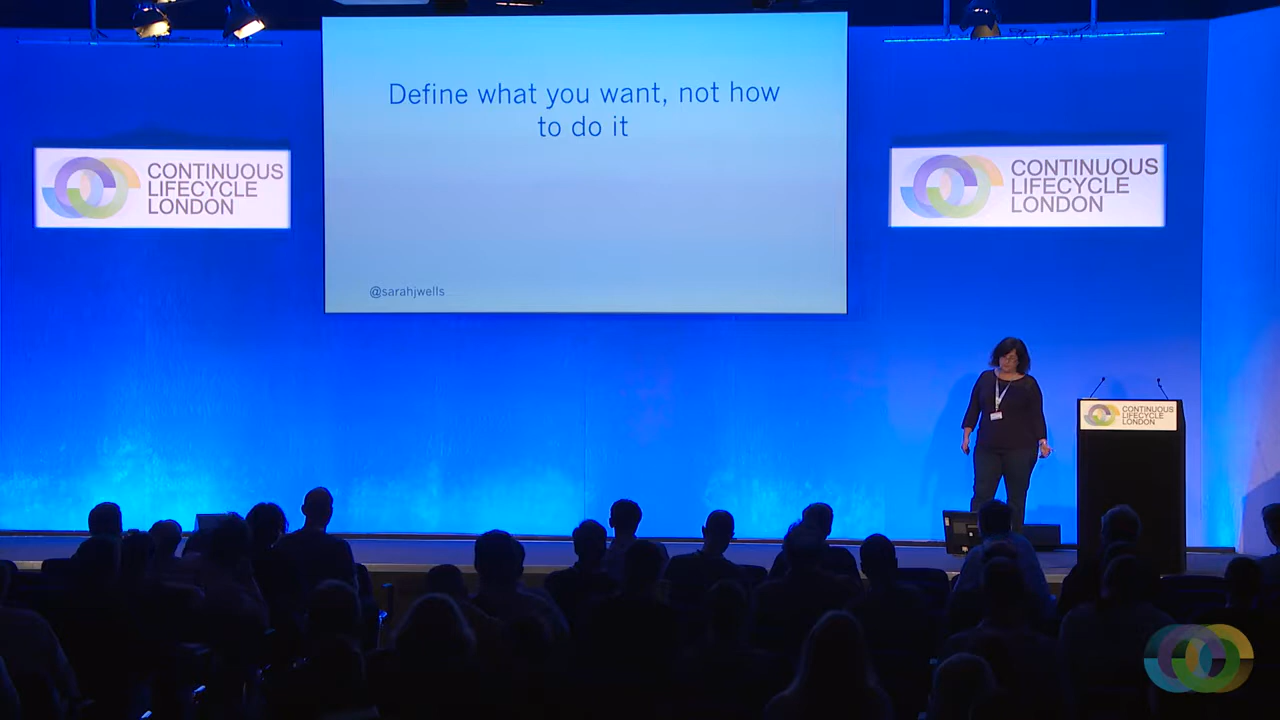 Define what you want, not how
to do it
@sarahjwells
CONTINUOUS
LIFECYCLE
LONDON
CONTINUOUS
LIFECYCLE
LONDON
CONTINUOUS
LIFECYCLE
LONDON